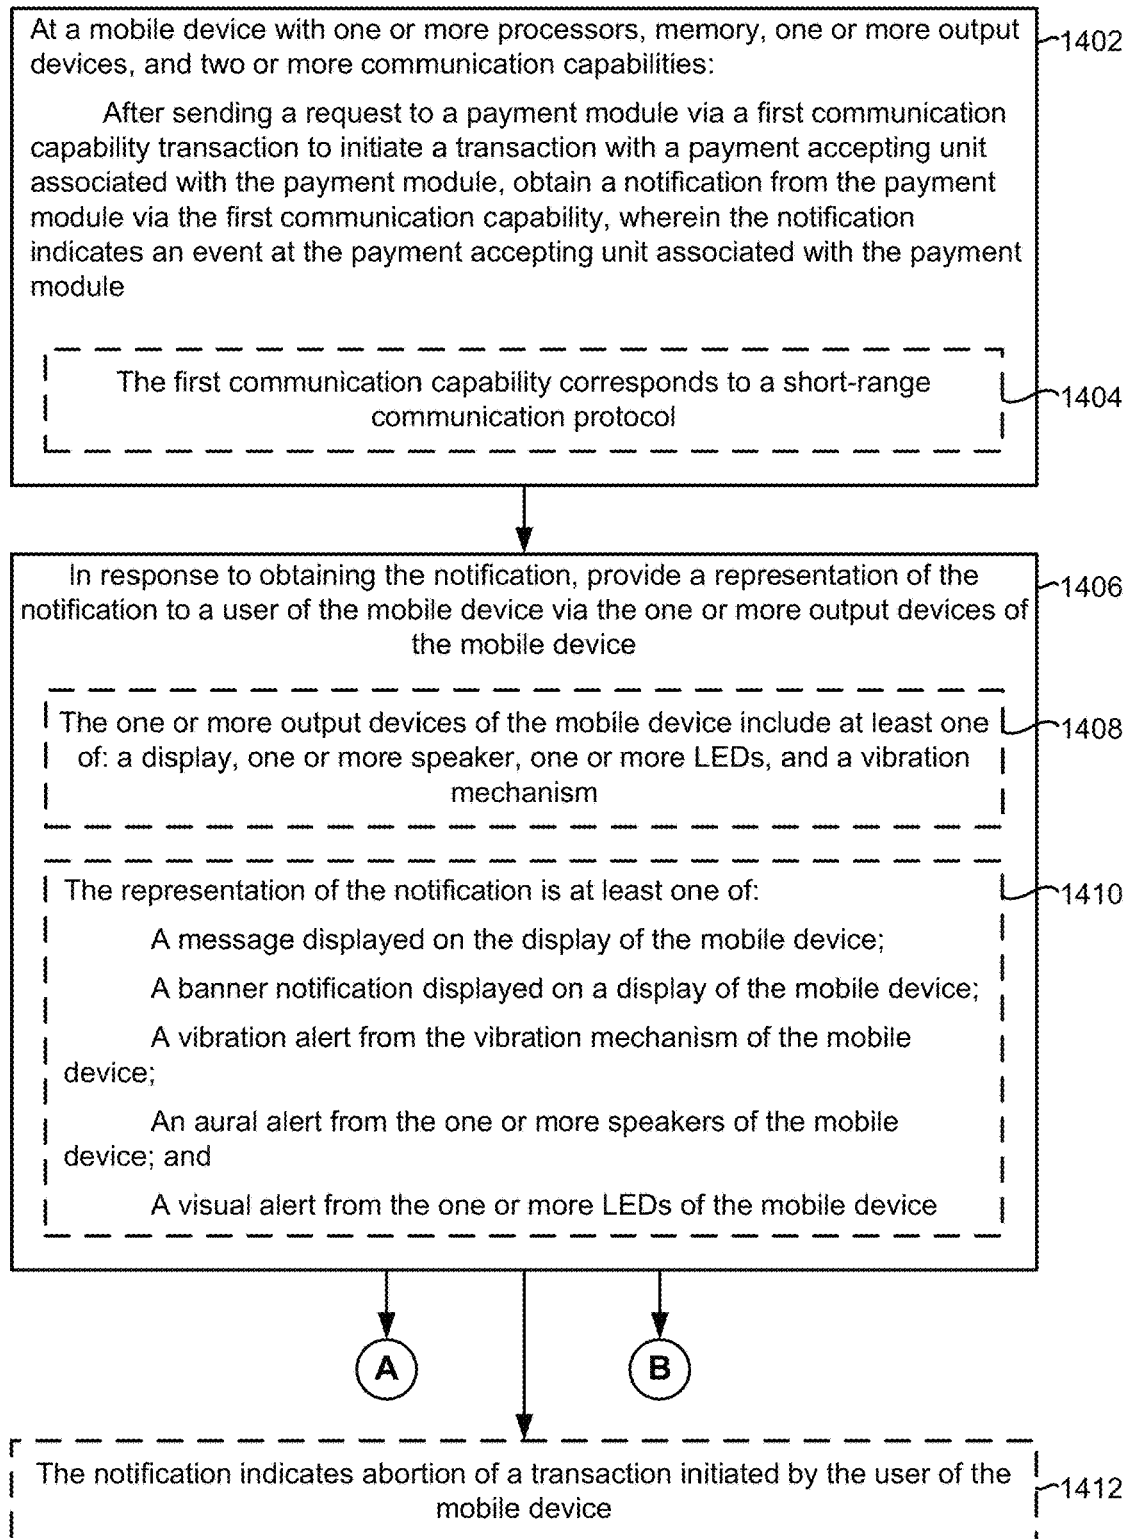 At a mobile device with one or more processors, memory, one or more output
devices, and two or more communication capabilities:
1402
After sending a request to a payment module via a first communication
capability transaction to initiate a transaction with a payment accepting unit
associated with the payment module, obtain a notification from the payment
module via the first communication capability, wherein the notification
indicates an event at the payment accepting unit associated with the payment
module
The first communication capability corresponds to a short-range
communication protocol
1404
In response to obtaining the notification, provide a representation of the
notification to a user of the mobile device via the one or more output devices of
the mobile device
1406
The one or more output devices of the mobile device include at least one
of: a display, one or more speaker, one or more LEDs, and a vibration
mechanism
1408
The representation of the notification is at least one of:
1410
A message displayed on the display of the mobile device;
A banner notification displayed on a display of the mobile device;
A vibration alert from the vibration mechanism of the mobile
device;
An aural alert from the one or more speakers of the mobile
device; and
A visual alert from the one or more LEDs of the mobile device
A
B
The notification indicates abortion of a transaction initiated by the user of the
mobile device
1412